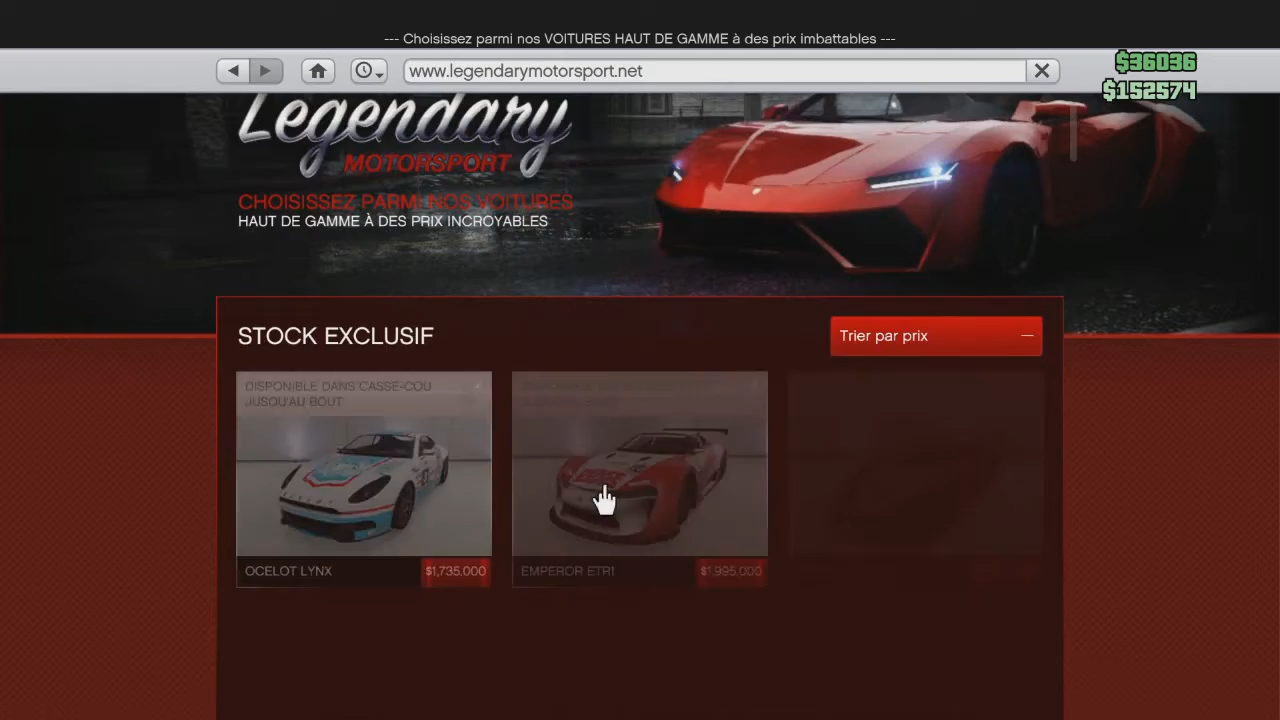 --- Choisissez parmi nos VOITURES HAUT DE GAMME à des prix imbattables ---
www.legendarymotorsport.net
$36036
$152574
Legendary
MOTORSPORT
CHOISISSEZ PARMI NOS VOITURES
HAUT DE GAMME À DES PRIX INCROYABLES
STOCK EXCLUSIF
Trier par prix
DISPONIBLE DANS CASSE-COU
JUSQU'AU BOUT
OCELOT LYNX
$1,735,000
EMPEROR ETR1
$1,995,000